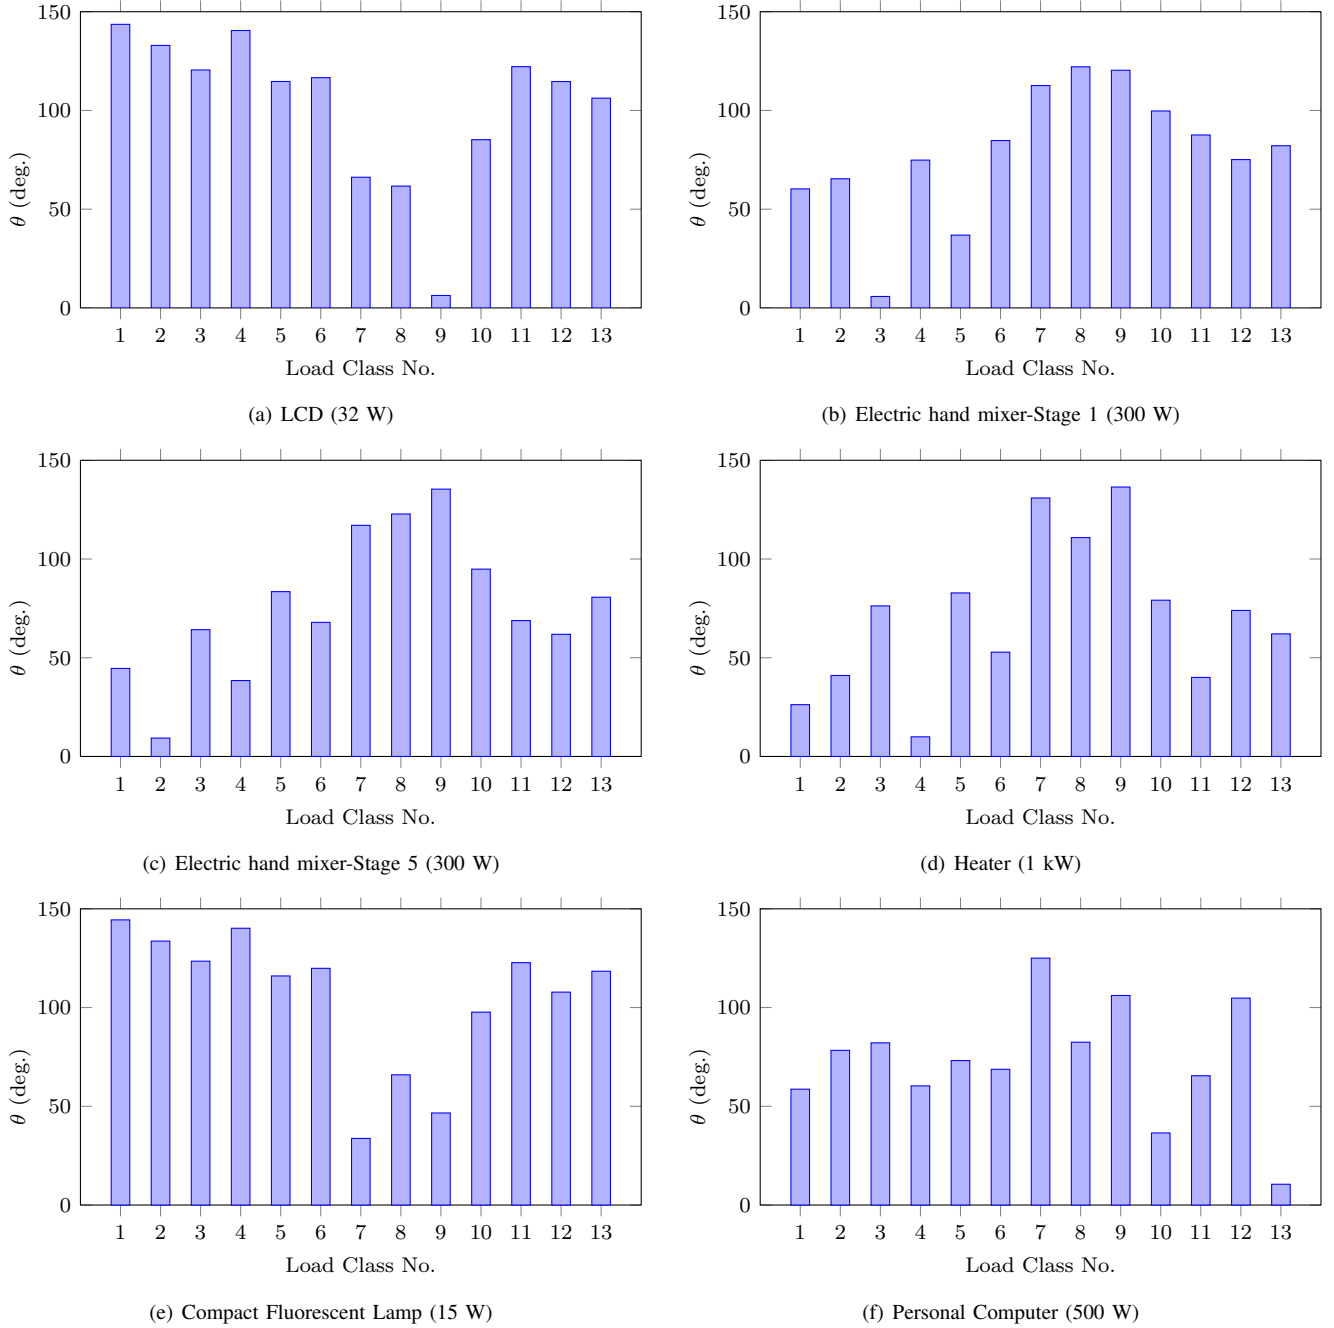 150
100
50
0
θ (deg.)
1 2 3 4 5 6 7 8 9 10 11 12 13
Load Class No.
(a) LCD (32 W)
150
100
50
0
θ (deg.)
1 2 3 4 5 6 7 8 9 10 11 12 13
Load Class No.
(b) Electric hand mixer-Stage 1 (300 W)
150
100
50
0
θ (deg.)
1 2 3 4 5 6 7 8 9 10 11 12 13
Load Class No.
(c) Electric hand mixer-Stage 5 (300 W)
150
100
50
0
θ (deg.)
1 2 3 4 5 6 7 8 9 10 11 12 13
Load Class No.
(d) Heater (1 kW)
150
100
50
0
θ (deg.)
1 2 3 4 5 6 7 8 9 10 11 12 13
Load Class No.
(e) Compact Fluorescent Lamp (15 W)
150
100
50
0
θ (deg.)
1 2 3 4 5 6 7 8 9 10 11 12 13
Load Class No.
(f) Personal Computer (500 W)